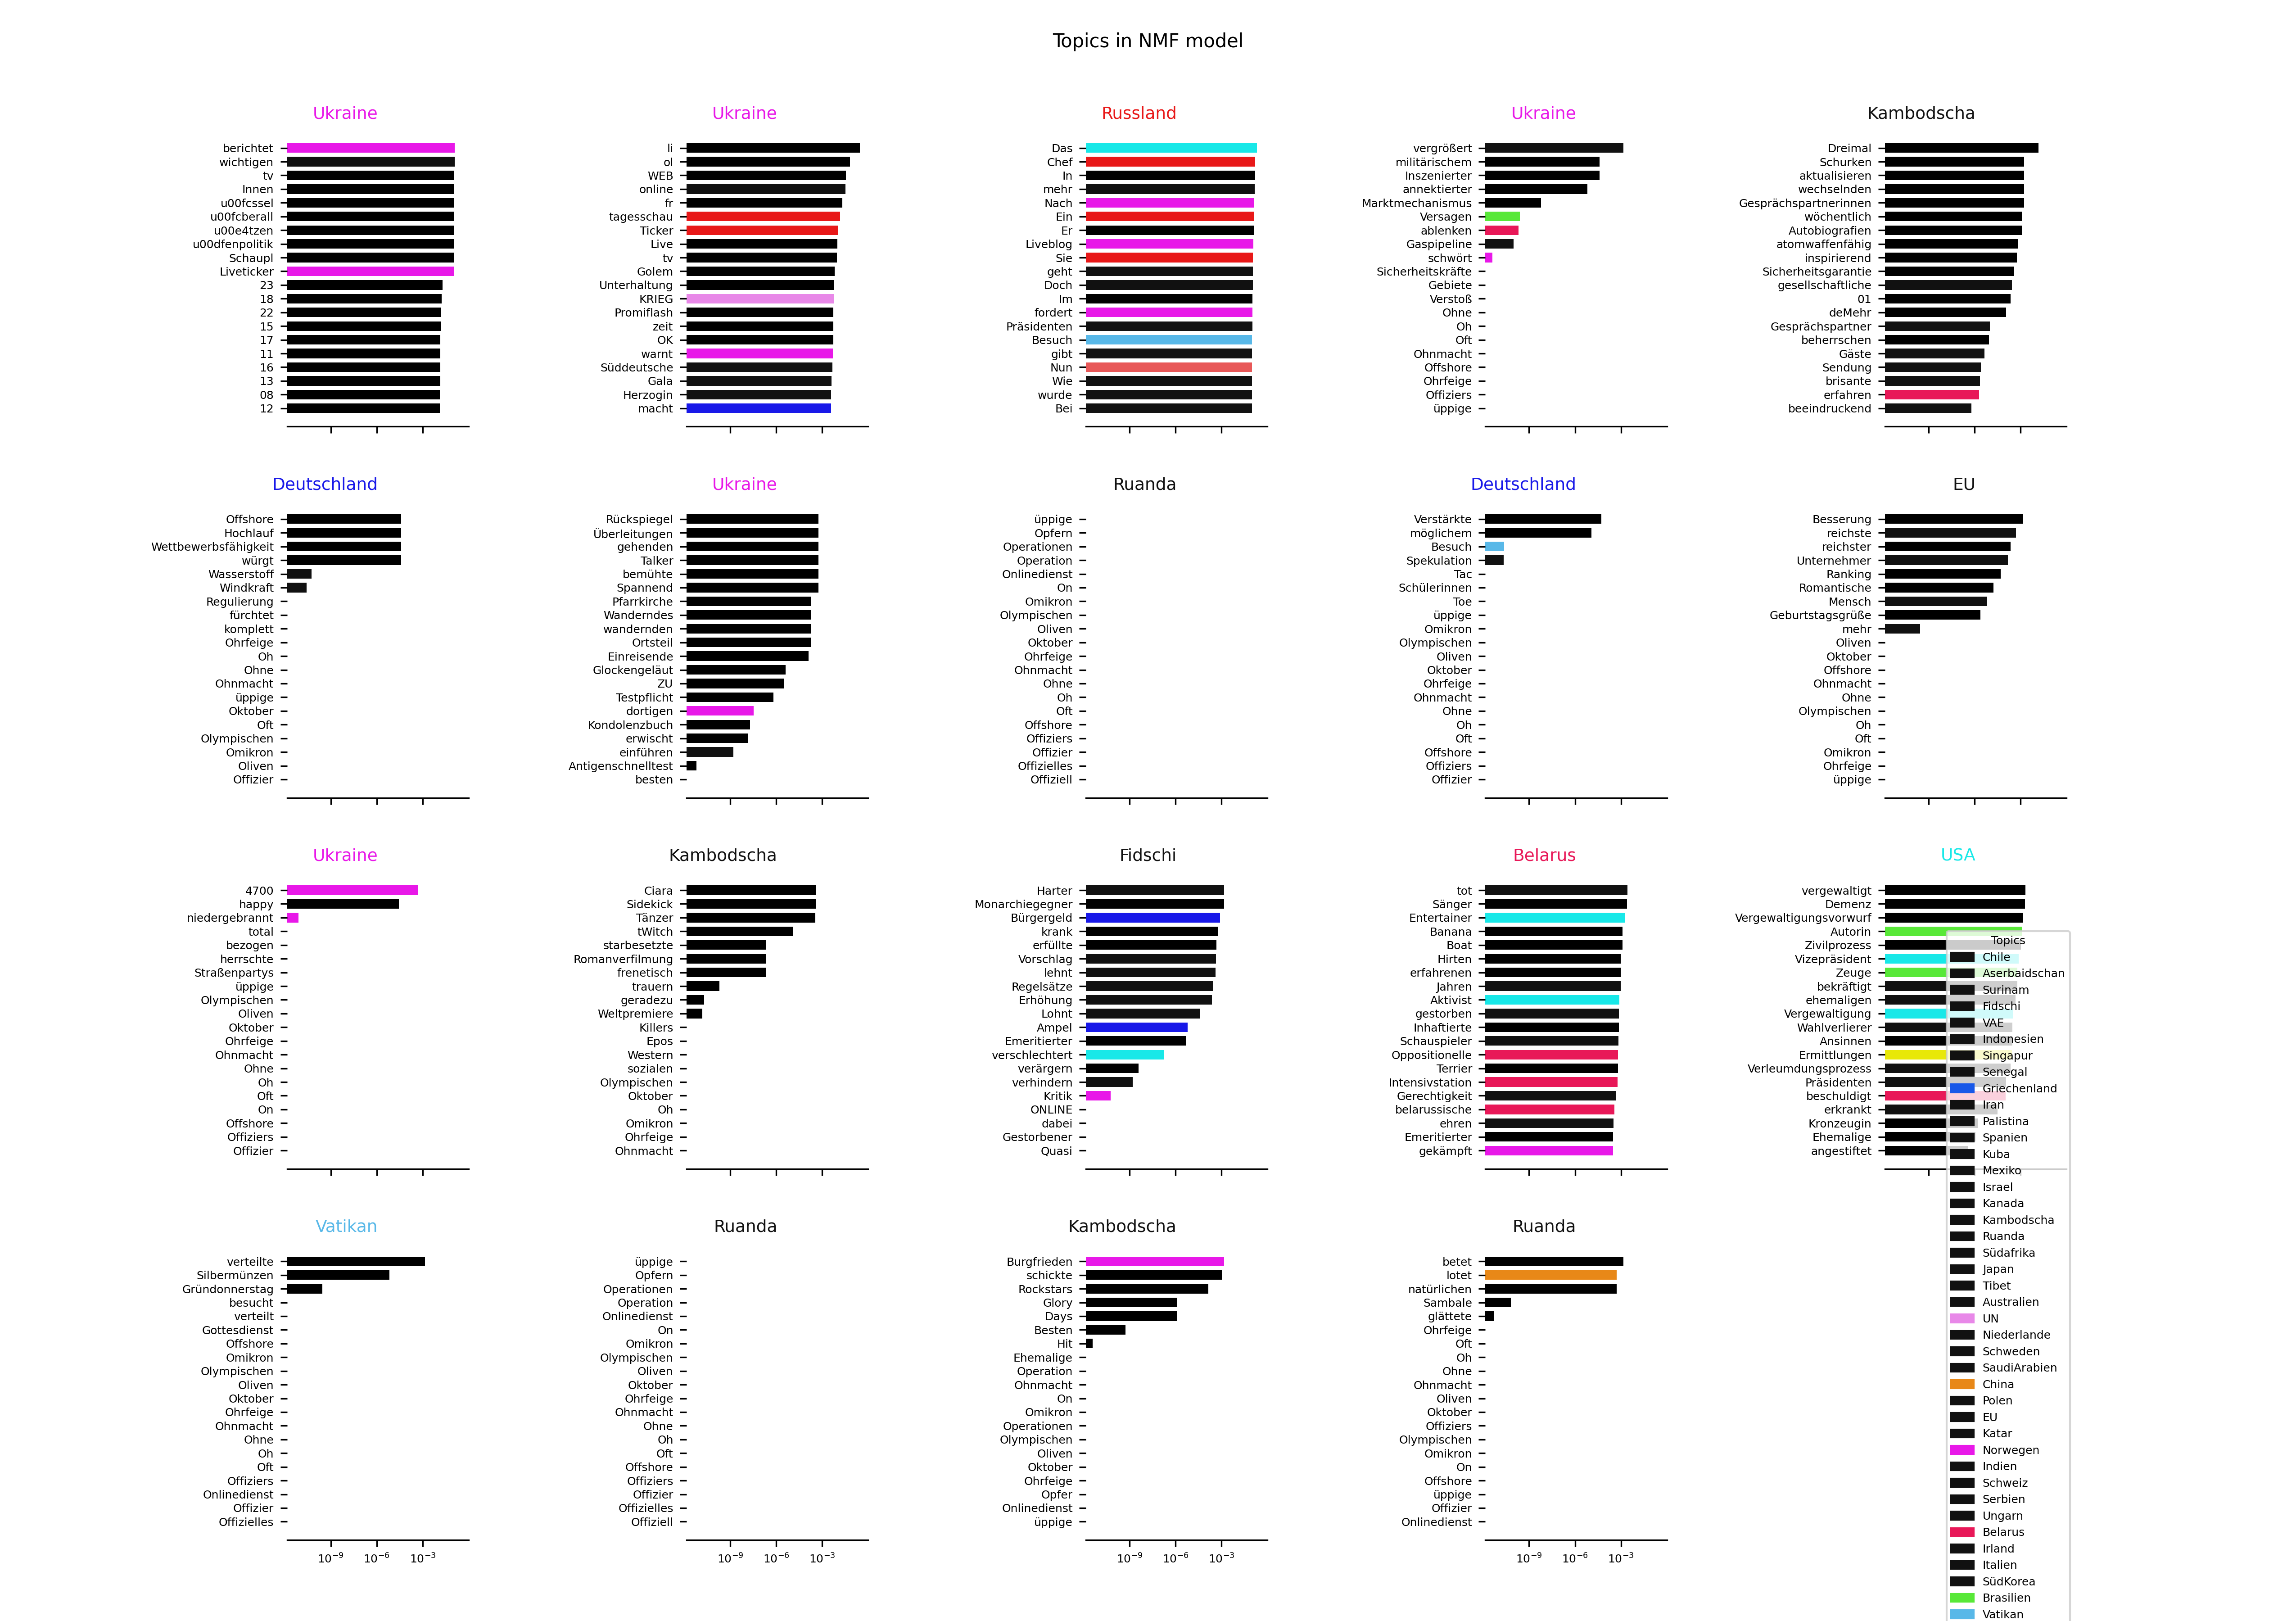 Topics in NMF model
Ukraine
berichtet
wichtigen
tv
Innen
u00fcssel
u00fcberall
u00e4tzen
u00dfenpolitik
Schaupl
Liveticker
23
18
22
15
17
11
16
13
08
12
Ukraine
li
ol
WEB
online
fr
tagesschau
Ticker
Live
tv
Golem
Unterhaltung
KRIEG
Promiflash
zeit
OK
warnt
Süddeutsche
Gala
Herzogin
macht
Russland
Das
Chef
In
mehr
Nach
Ein
Er
Liveblog
Sie
geht
Doch
Im
fordert
Präsidenten
Besuch
gibt
Nun
Wie
wurde
Bei
Ukraine
vergrößert
militärischem
Inszenierter
annektierter
Marktmechanismus
Versagen
ablenken
Gaspipeline
schwört
Sicherheitskräfte
Gebiete
Verstoß
Ohne
Oh
Oft
Ohnmacht
Offshore
Ohrfeige
Offiziers
üppige
Kambodscha
Dreimal
Schurken
aktualisieren
wechselnden
Gesprächspartnerinnen
wöchentlich
Autobiografien
atomwaffenfähig
inspirierend
Sicherheitsgarantie
gesellschaftliche
01
deMehr
Gesprächspartner
beherrschen
Gäste
Sendung
brisante
erfahren
beeindruckend
Deutschland
Offshore
Hochlauf
Wettbewerbsfähigkeit
würgt
Wasserstoff
Windkraft
Regulierung
fürchtet
komplett
Ohrfeige
Oh
Ohne
Ohnmacht
üppige
Oktober
Oft
Olympischen
Omikron
Oliven
Offizier
Ukraine
Rückspiegel
Überleitungen
gehenden
Talker
bemühte
Spannend
Pfarrkirche
Wanderndes
wandernden
Ortsteil
Einreisende
Glockengeläut
ZU
Testpflicht
dortigen
Kondolenzbuch
erwischt
einführen
Antigenschnelltest
besten
Ruanda
üppige
Opfern
Operationen
Operation
Onlinedienst
On
Omikron
Olympischen
Oliven
Oktober
Ohrfeige
Ohnmacht
Ohne
Oh
Oft
Offshore
Offiziers
Offizier
Offizielles
Offiziell
Deutschland
Verstärkte
möglichem
Besuch
Spekulation
Tac
Schülerinnen
Toe
üppige
Omikron
Olympischen
Oliven
Oktober
Ohrfeige
Ohnmacht
Ohne
Oh
Oft
Offshore
Offiziers
Offizier
EU
Besserung
reichste
reichster
Unternehmer
Ranking
Romantische
Mensch
Geburtstagsgrüße
mehr
Oliven
Oktober
Offshore
Ohnmacht
Ohne
Olympischen
Oh
Oft
Omikron
Ohrfeige
üppige
Ukraine
4700
happy
niedergebrannt
total
bezogen
herrschte
Straßenpartys
üppige
Olympischen
Oliven
Oktober
Ohrfeige
Ohnmacht
Ohne
Oh
Oft
On
Offshore
Offiziers
Offizier
Kambodscha
Ciara
Sidekick
Tänzer
tWitch
starbesetzte
Romanverfilmung
frenetisch
trauern
geradezu
Weltpremiere
Killers
Epos
Western
sozialen
Olympischen
Oktober
Oh
Omikron
Ohrfeige
Ohnmacht
Fidschi
Harter
Monarchiegegner
Bürgergeld
krank
erfüllte
Vorschlag
lehnt
Regelsätze
Erhöhung
Lohnt
Ampel
Emeritierter
verschlechtert
verärgern
verhindern
Kritik
ONLINE
dabei
Gestorbener
Quasi
Belarus
tot
Sänger
Entertainer
Banana
Boat
Hirten
erfahrenen
Jahren
Aktivist
gestorben
Inhaftierte
Schauspieler
Oppositionelle
Terrier
Intensivstation
Gerechtigkeit
belarussische
ehren
Emeritierter
gekämpft
USA
vergewaltigt
Demenz
Vergewaltigungsvorwurf
Autorin
Zivilprozess
Vizepräsident
Zeuge
bekräftigt
ehemaligen
Vergewaltigung
Wahlverlierer
Ansinnen
Ermittlungen
Verleumdungsprozess
Präsidenten
beschuldigt
erkrankt
Kronzeugin
Ehemalige
angestiftet
Vatikan
verteilte
Silbermünzen
Gründonnerstag
besucht
verteilt
Gottesdienst
Offshore
Omikron
Olympischen
Oliven
Oktober
Ohrfeige
Ohnmacht
Ohne
Oh
Oft
Offiziers
Onlinedienst
Offizier
Offizielles
10⁻⁹ 10⁻⁶ 10⁻³
Ruanda
üppige
Opfern
Operationen
Operation
Onlinedienst
On
Omikron
Olympischen
Oliven
Oktober
Ohrfeige
Ohnmacht
Ohne
Oh
Oft
Offshore
Offiziers
Offizier
Offizielles
Offiziell
10⁻⁹ 10⁻⁶ 10⁻³
Kambodscha
Burgfrieden
schickte
Rockstars
Glory
Days
Besten
Hit
Ehemalige
Operation
Ohnmacht
On
Omikron
Operationen
Olympischen
Oliven
Oktober
Ohrfeige
Opfer
Onlinedienst
üppige
10⁻⁹ 10⁻⁶ 10⁻³
Ruanda
betet
lotet
natürlichen
Sambale
glättete
Ohrfeige
Oft
Oh
Ohne
Ohnmacht
Oliven
Oktober
Offiziers
Olympischen
Omikron
On
Offshore
üppige
Offizier
Onlinedienst
10⁻⁹ 10⁻⁶ 10⁻³
Topics
Chile
Aserbaidschan
Surinam
Fidschi
VAE
Indonesien
Singapur
Senegal
Griechenland
Iran
Palistina
Spanien
Kuba
Mexiko
Israel
Kanada
Kambodscha
Ruanda
Südafrika
Japan
Tibet
Australien
UN
Niederlande
Schweden
SaudiArabien
China
Polen
EU
Katar
Norwegen
Indien
Schweiz
Serbien
Ungarn
Belarus
Irland
Italien
SüdKorea
Brasilien
Vatikan